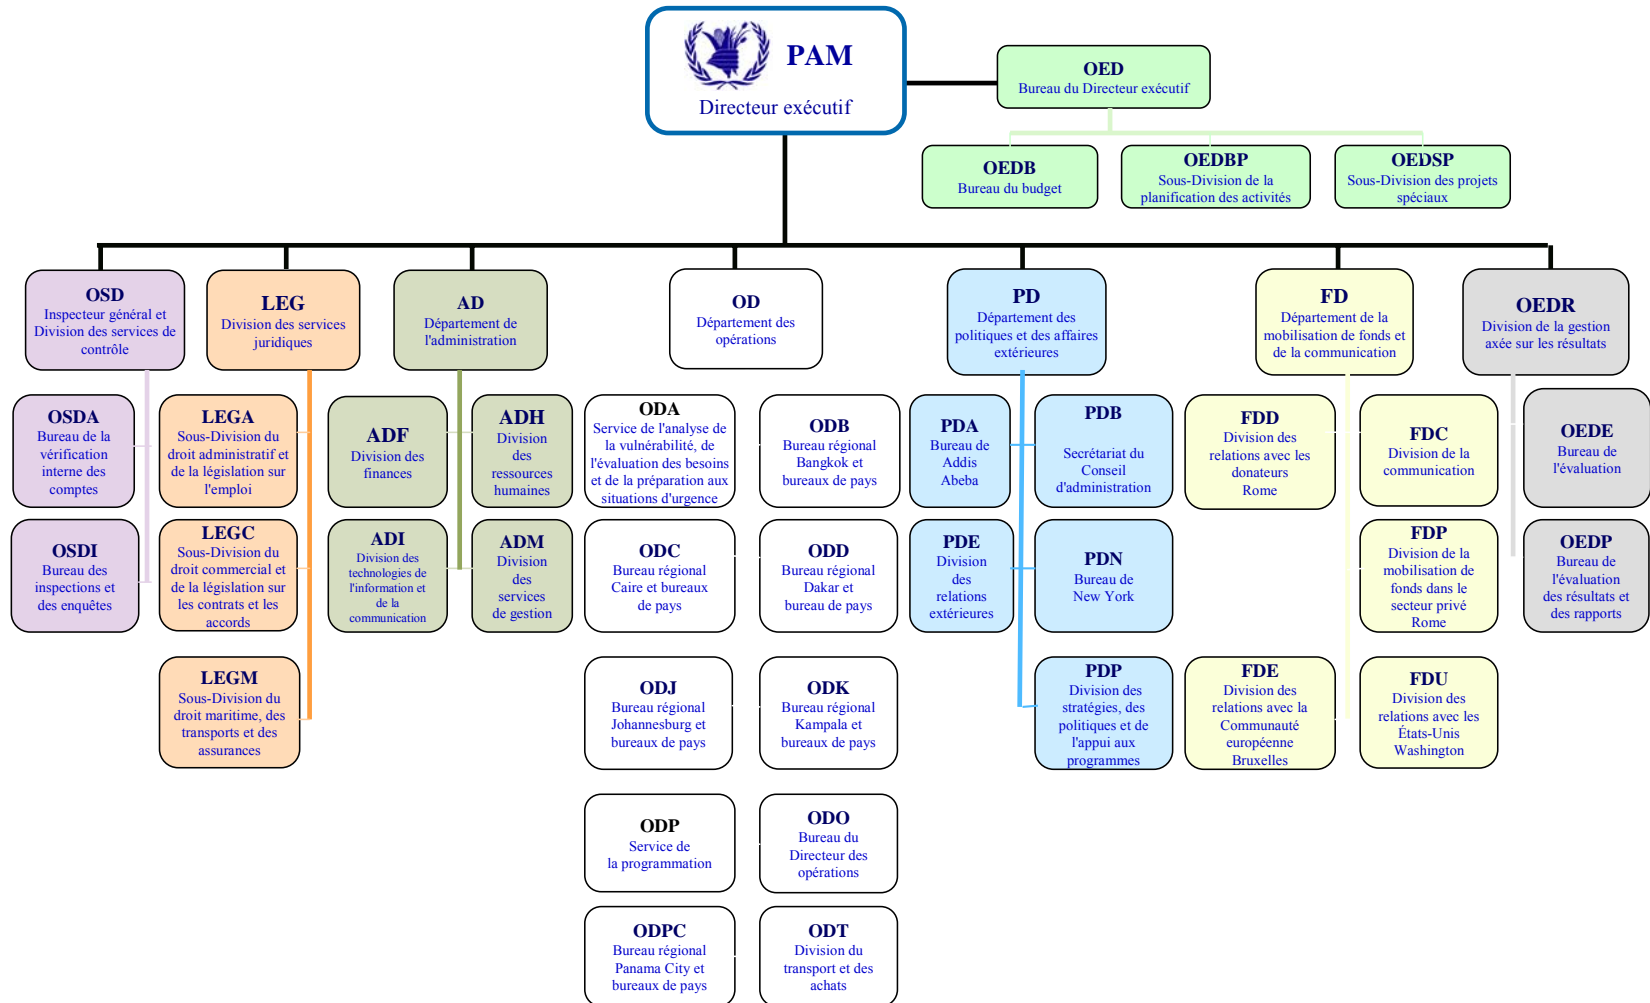 PAM
Directeur exécutif
OED
Bureau du Directeur exécutif
OEDB
Bureau du budget
OEDBP
Sous-Division de la
planification des activités
OEDSP
Sous-Division des projets
spéciaux
OSD
Inspecteur général et
Division des services de
contrôle
LEG
Division des services
juridiques
AD
Département de
l'administration
OD
Département des
opérations
PD
Département des
politiques et des affaires
extérieures
FD
Département de la
mobilisation de fonds et
de la communication
OEDR
Division de la gestion
axée sur les résultats
OSDA
Bureau de la
vérification
interne des
comptes
LEGA
Sous-Division du
droit administratif et
de la législation sur
l'emploi
ADF
Division des
finances
ADH
Division
des
ressources
humaines
ODA
Service de l'analyse de
la vulnérabilité, de
l'évaluation des besoins
et de la préparation aux
situations d'urgence
ODB
Bureau régional
Bangkok et
bureaux de pays
PDA
Bureau de
Addis
Abeba
PDB
Secrétariat du
Conseil
d'administration
FDD
Division des
relations avec les
donateurs
Rome
FDC
Division de la
communication
OEDE
Bureau de
l'évaluation
OSDI
Bureau des
inspections et
des enquêtes
LEGC
Sous-Division du
droit commercial et
de la législation sur
les contrats et les
accords
ADI
Division des
technologies de
l'information et
de la
communication
ADM
Division
des
services
de gestion
ODC
Bureau régional
Caire et bureaux
de pays
ODD
Bureau régional
Dakar et
bureau de pays
PDE
Division
des
relations
extérieures
PDN
Bureau de
New York
FDP
Division de la
mobilisation de
fonds dans le
secteur privé
Rome
OEDP
Bureau de
l'évaluation
des résultats et
des rapports
LEGM
Sous-Division du
droit maritime, des
transports et des
assurances
ODJ
Bureau régional
Johannesburg et
bureaux de pays
ODK
Bureau régional
Kampala et
bureaux de pays
PDP
Division des
stratégies, des
politiques et de
l'appui aux
programmes
FDE
Division des
relations avec la
Communauté
européenne
Bruxelles
FDU
Division des
relations avec les
États-Unis
Washington
ODP
Service de
la programmation
ODO
Bureau du
Directeur des
opérations
ODPC
Bureau régional
Panama City et
bureaux de pays
ODT
Division du
transport et des
achats